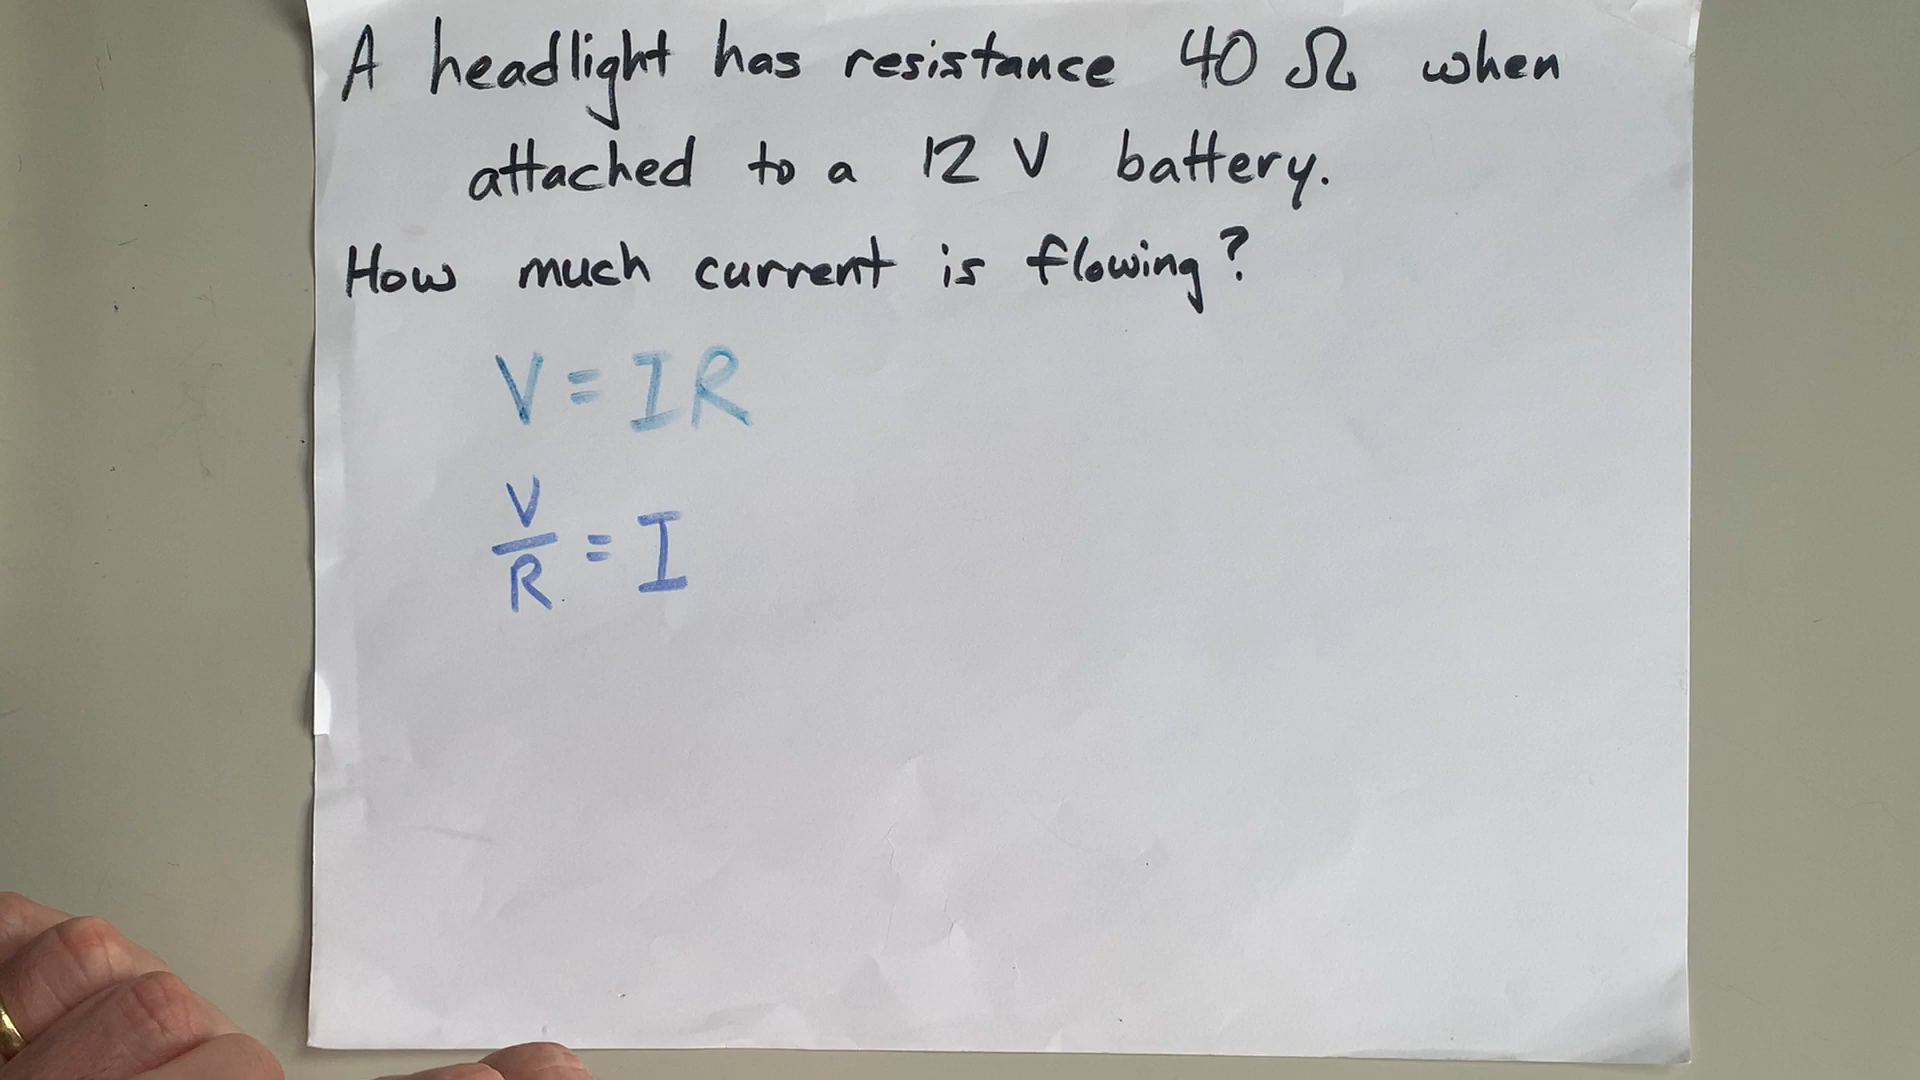 A headlight has resistance 40 Ω when
attached to a 12 V battery.
How much current is flowing?
V = IR
V/R = I